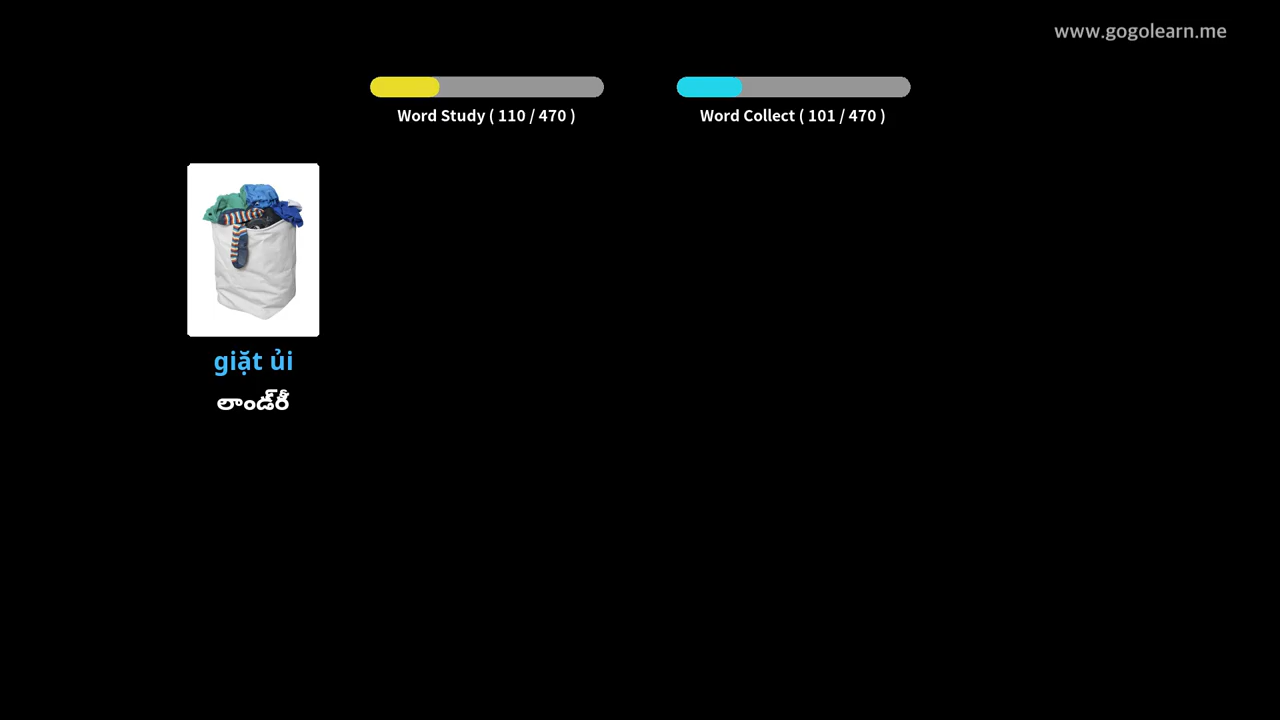 www.gogolearn.me
Word Study ( 110 / 470 )
Word Collect ( 101 / 470 )
giặt ủi
లాండ్‌రీ